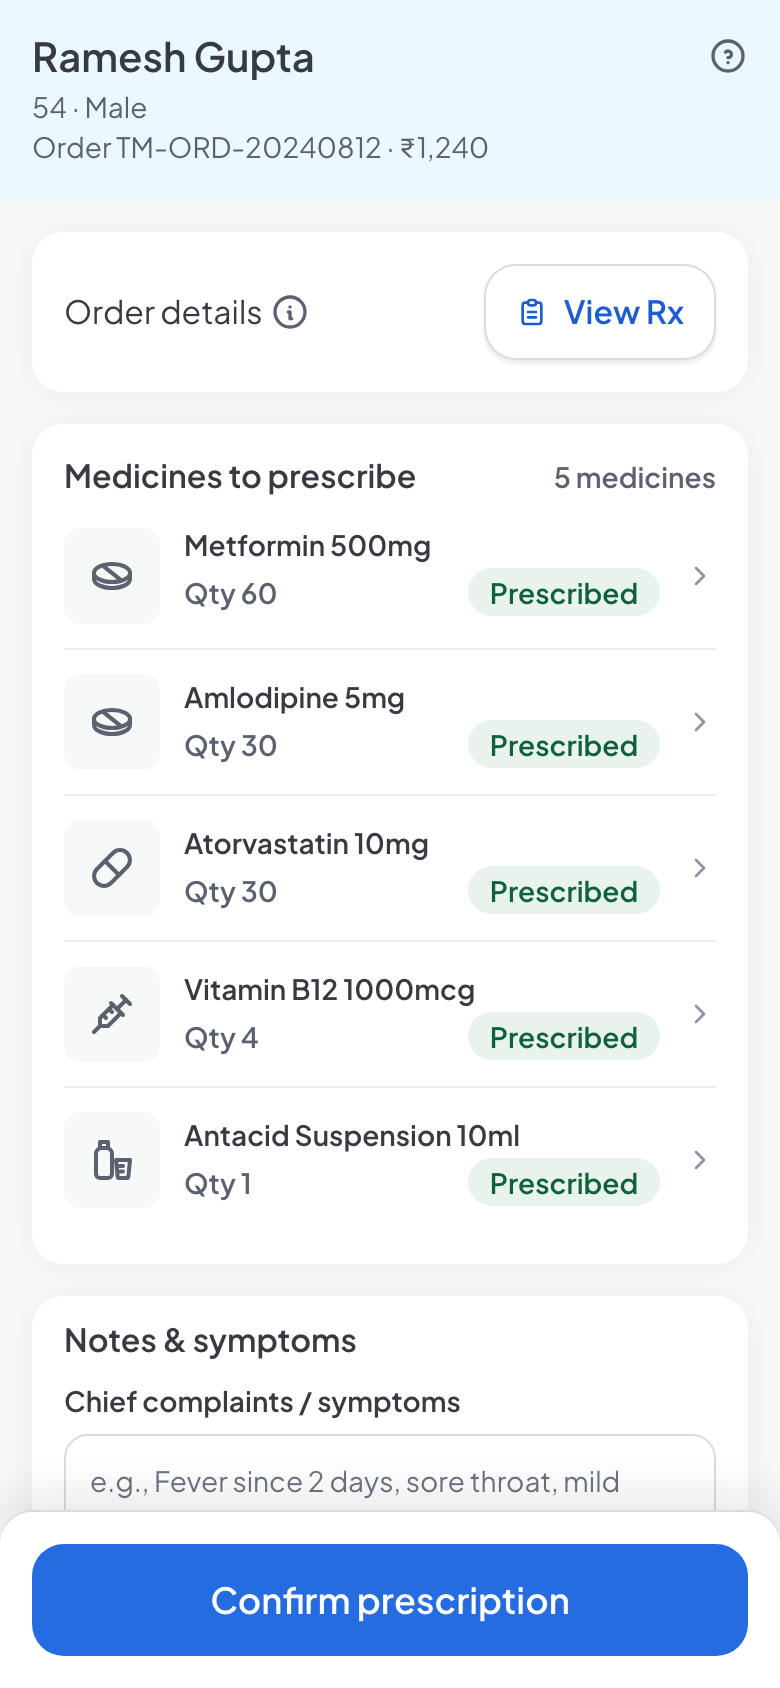 Ramesh Gupta
54 · Male
Order TM-ORD-20240812 · ₹1,240
Order details
View Rx
Medicines to prescribe
5 medicines
Metformin 500mg
Qty 60
Prescribed
Amlodipine 5mg
Qty 30
Prescribed
Atorvastatin 10mg
Qty 30
Prescribed
Vitamin B12 1000mcg
Qty 4
Prescribed
Antacid Suspension 10ml
Qty 1
Prescribed
Notes & symptoms
Chief complaints / symptoms
e.g., Fever since 2 days, sore throat, mild
Confirm prescription